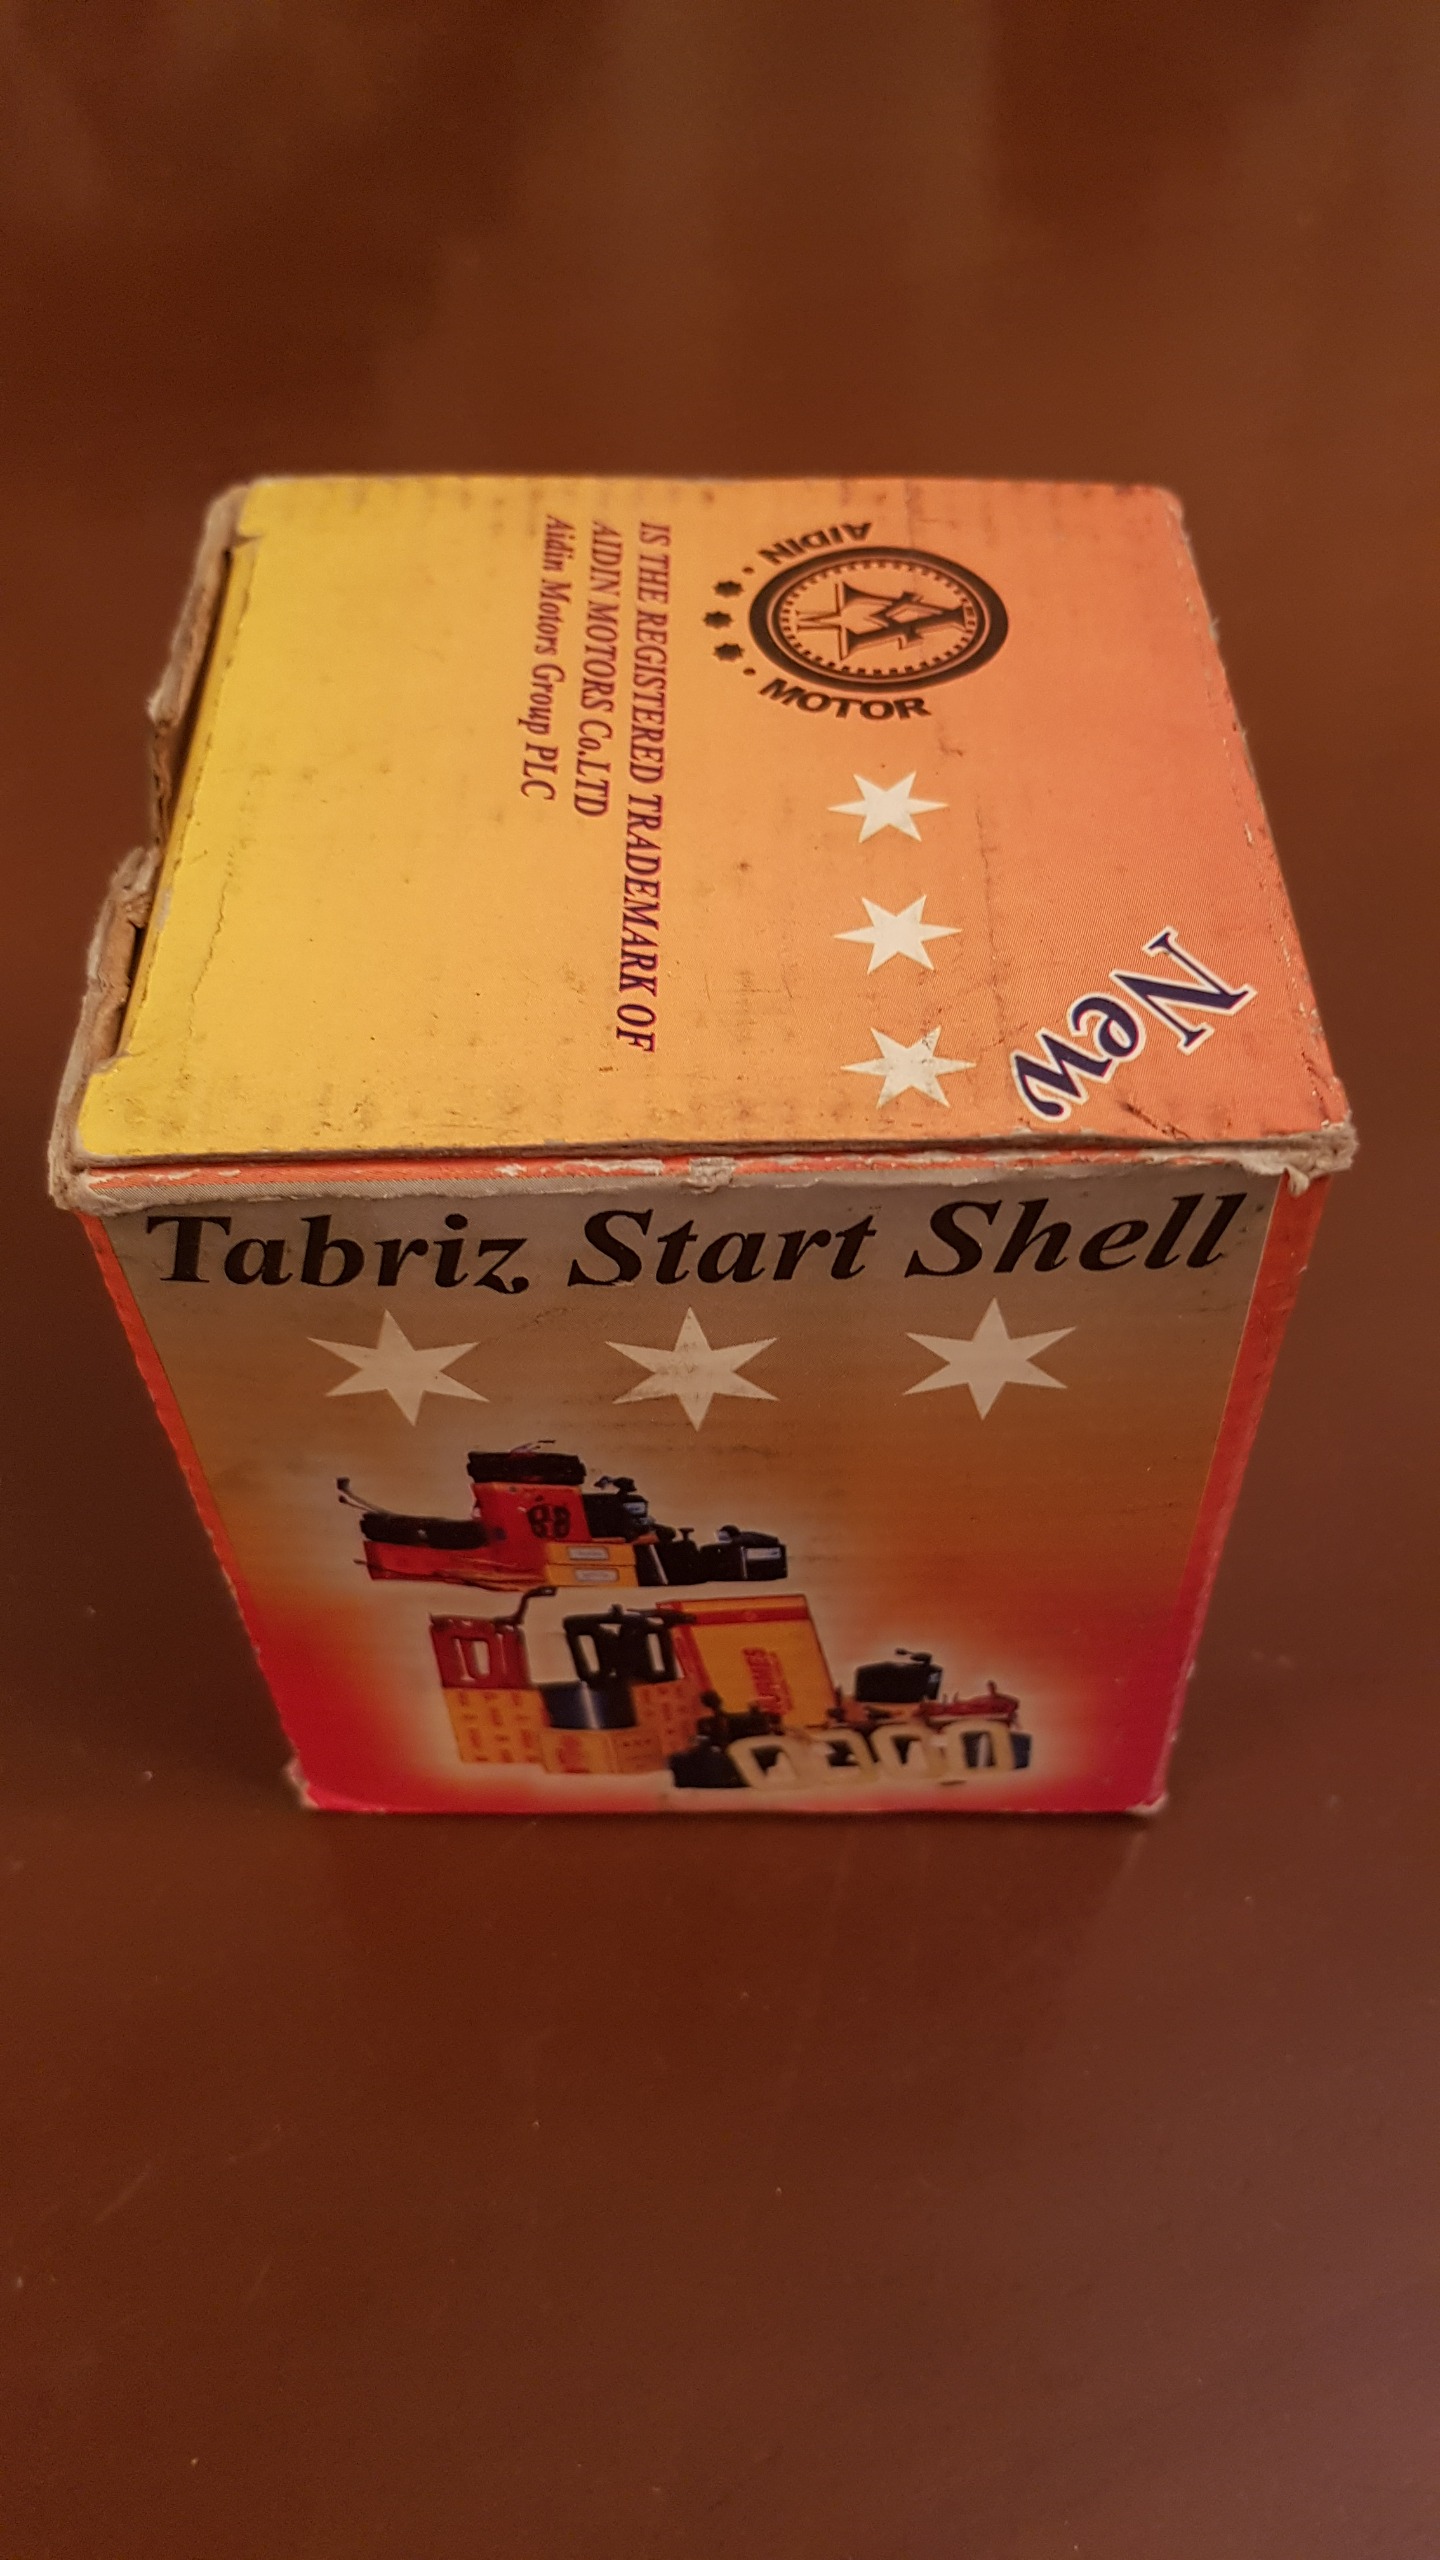 New
AIDIN MOTOR
IS THE REGISTERED TRADEMARK OF
AIDIN MOTORS Co.LTD
Aidin Motors Group PLC
Tabriz Start Shell